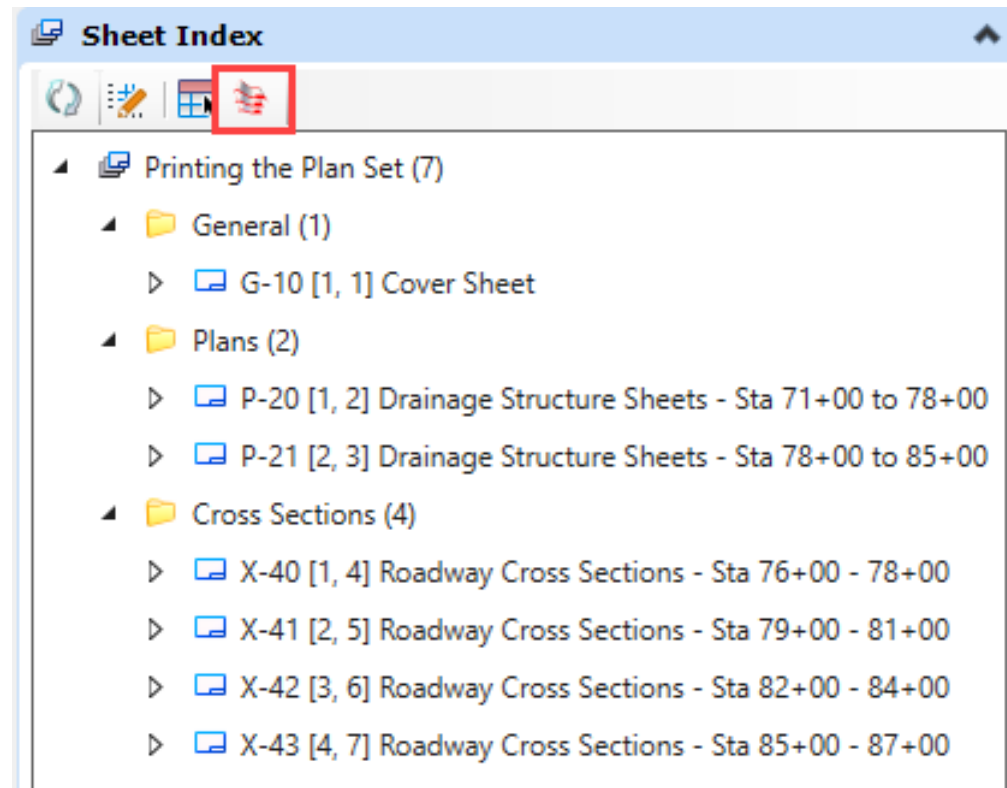 Sheet Index
Printing the Plan Set (7)
General (1)
G-10 [1, 1] Cover Sheet
Plans (2)
P-20 [1, 2] Drainage Structure Sheets - Sta 71+00 to 78+00
P-21 [2, 3] Drainage Structure Sheets - Sta 78+00 to 85+00
Cross Sections (4)
X-40 [1, 4] Roadway Cross Sections - Sta 76+00 - 78+00
X-41 [2, 5] Roadway Cross Sections - Sta 79+00 - 81+00
X-42 [3, 6] Roadway Cross Sections - Sta 82+00 - 84+00
X-43 [4, 7] Roadway Cross Sections - Sta 85+00 - 87+00